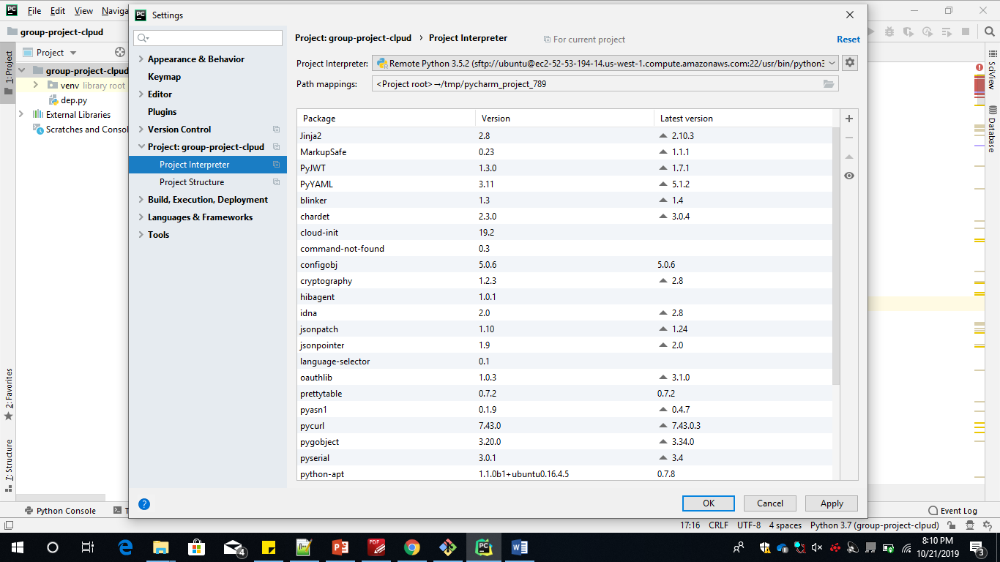 PC File Edit View Naviga
Settings
group-project-clpud
Project
1: Project
group-project-clpud
venv library root
dep.py
External Libraries
Scratches and Consol
2: Favorites
7: Structure
Appearance & Behavior
Keymap
Editor
Plugins
Version Control
Project: group-project-clpud
Project Interpreter
Project Structure
Build, Execution, Deployment
Languages & Frameworks
Tools
Project: group-project-clpud › Project Interpreter
For current project
Reset
Project Interpreter: Remote Python 3.5.2 (sftp://ubuntu@ec2-52-53-194-14.us-west-1.compute.amazonaws.com:22/usr/bin/python3
Path mappings: <Project root>→/tmp/pycharm_project_789
Package Version Latest version
Jinja2 2.8 2.10.3
MarkupSafe 0.23 1.1.1
PyJWT 1.3.0 1.7.1
PyYAML 3.11 5.1.2
blinker 1.3 1.4
chardet 2.3.0 3.0.4
cloud-init 19.2
command-not-found 0.3
configobj 5.0.6 5.0.6
cryptography 1.2.3 2.8
hibagent 1.0.1
idna 2.0 2.8
jsonpatch 1.10 1.24
jsonpointer 1.9 2.0
language-selector 0.1
oauthlib 1.0.3 3.1.0
prettytable 0.7.2 0.7.2
pyasn1 0.1.9 0.4.7
pycurl 7.43.0 7.43.0.3
pygobject 3.20.0 3.34.0
pyserial 3.0.1 3.4
python-apt 1.1.0b1+ubuntu0.16.4.5 0.7.8
OK Cancel Apply
SciView
Database
Python Console T
Event Log
17:16 CRLF UTF-8 4 spaces Python 3.7 (group-project-clpud)
8:10 PM
10/21/2019
4
3